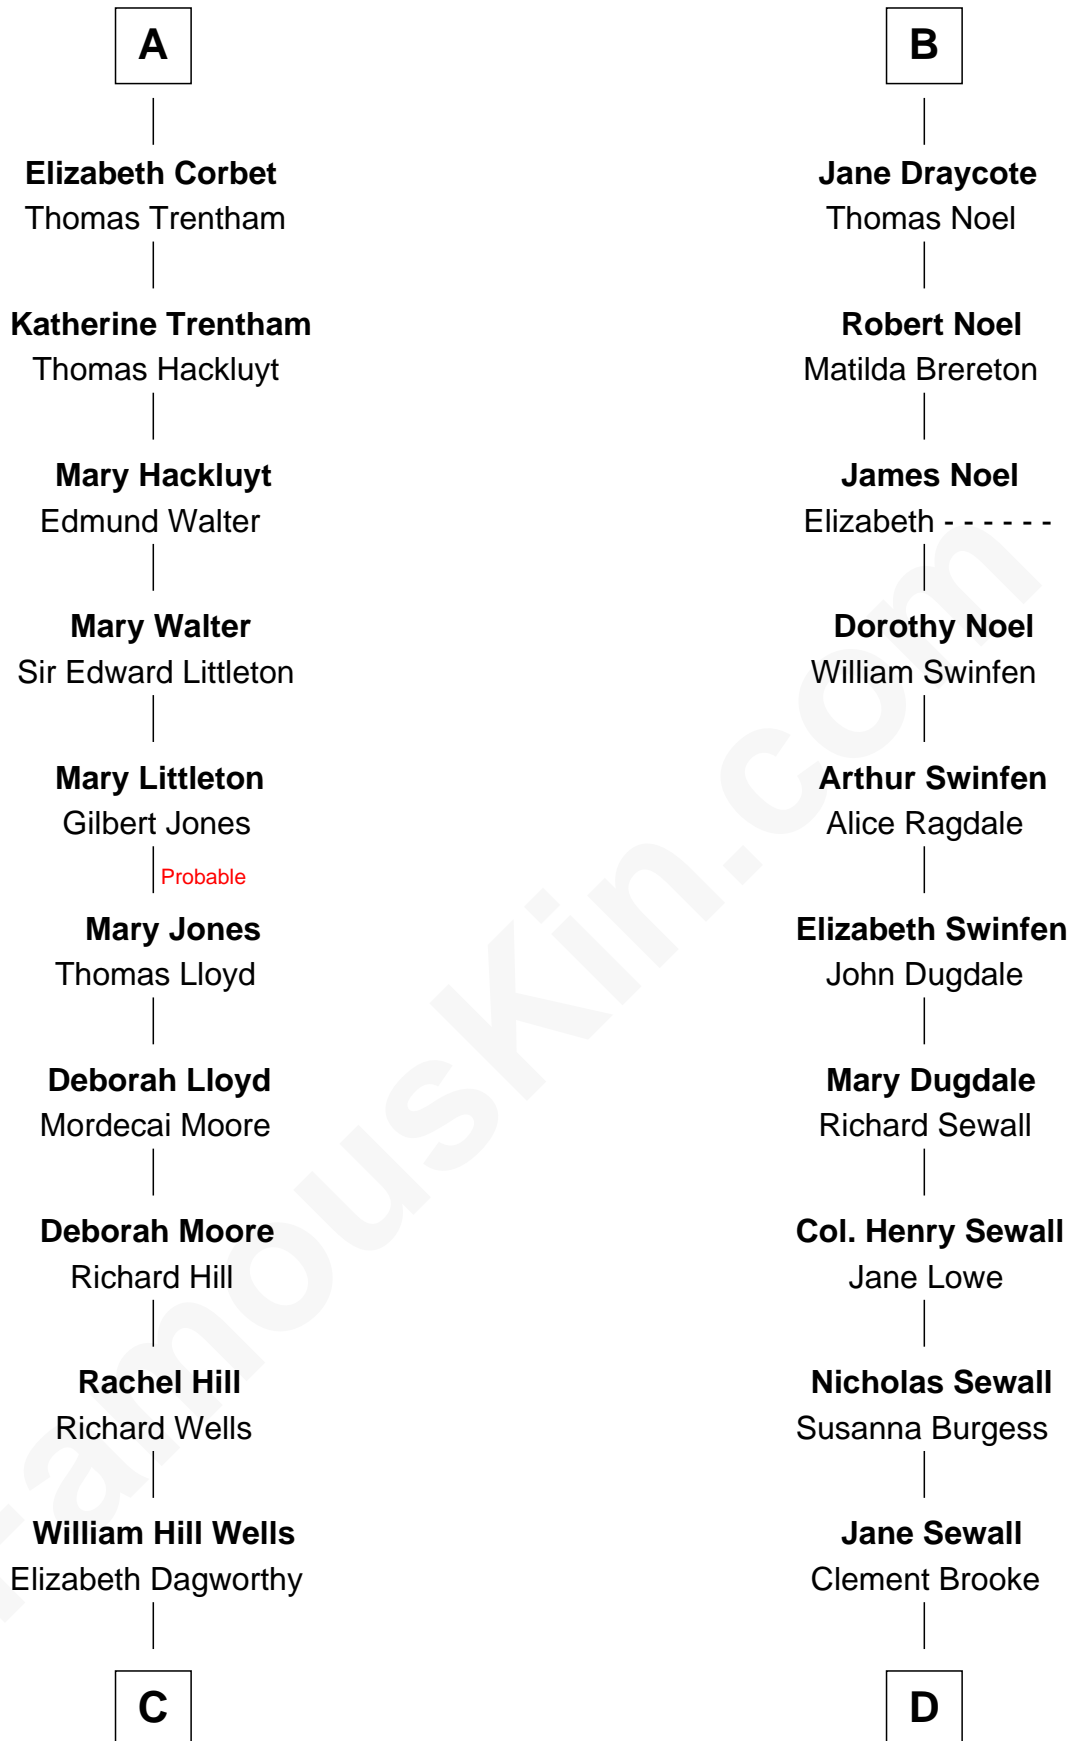 A
Elizabeth Corbet
Thomas Trentham
Katherine Trentham
Thomas Hackluyt
Mary Hackluyt
Edmund Walter
Mary Walter
Sir Edward Littleton
Mary Littleton
Gilbert Jones
Probable
Mary Jones
Thomas Lloyd
Deborah Lloyd
Mordecai Moore
Deborah Moore
Richard Hill
Rachel Hill
Richard Wells
William Hill Wells
Elizabeth Dagworthy
C
B
Jane Draycote
Thomas Noel
Robert Noel
Matilda Brereton
James Noel
Elizabeth - - - - - -
Dorothy Noel
William Swinfen
Arthur Swinfen
Alice Ragdale
Elizabeth Swinfen
John Dugdale
Mary Dugdale
Richard Sewall
Col. Henry Sewall
Jane Lowe
Nicholas Sewall
Susanna Burgess
Jane Sewall
Clement Brooke
D
FamousKin.com